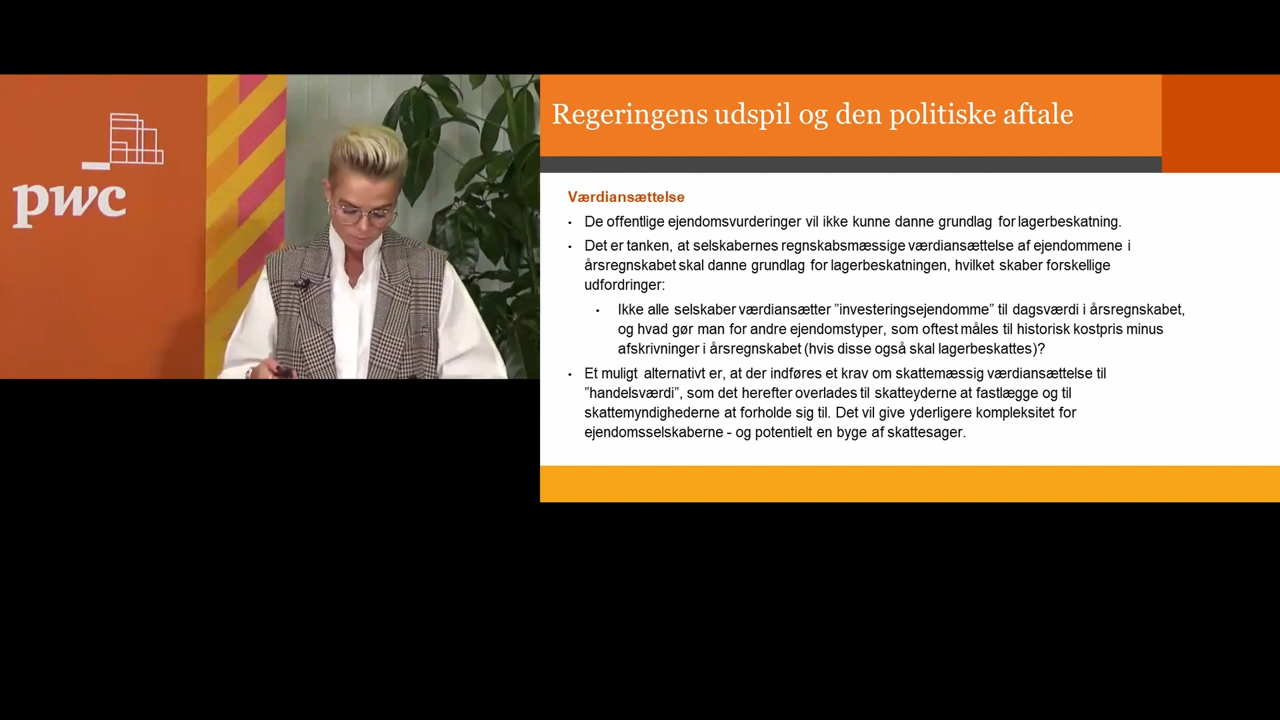 pwc
Regeringens udspil og den politiske aftale
Værdiansættelse
• De offentlige ejendomsvurderinger vil ikke kunne danne grundlag for lagerbeskatning.
• Det er tanken, at selskabernes regnskabsmæssige værdiansættelse af ejendommene i
årsregnskabet skal danne grundlag for lagerbeskatningen, hvilket skaber forskellige
udfordringer:
• Ikke alle selskaber værdiansætter ”investeringsejendomme” til dagsværdi i årsregnskabet,
og hvad gør man for andre ejendomstyper, som oftest måles til historisk kostpris minus
afskrivninger i årsregnskabet (hvis disse også skal lagerbeskattes)?
• Et muligt alternativt er, at der indføres et krav om skattemæssig værdiansættelse til
”handelsværdi”, som det herefter overlades til skatteyderne at fastlægge og til
skattemyndighederne at forholde sig til. Det vil give yderligere kompleksitet for
ejendomsselskaberne - og potentielt en byge af skattesager.